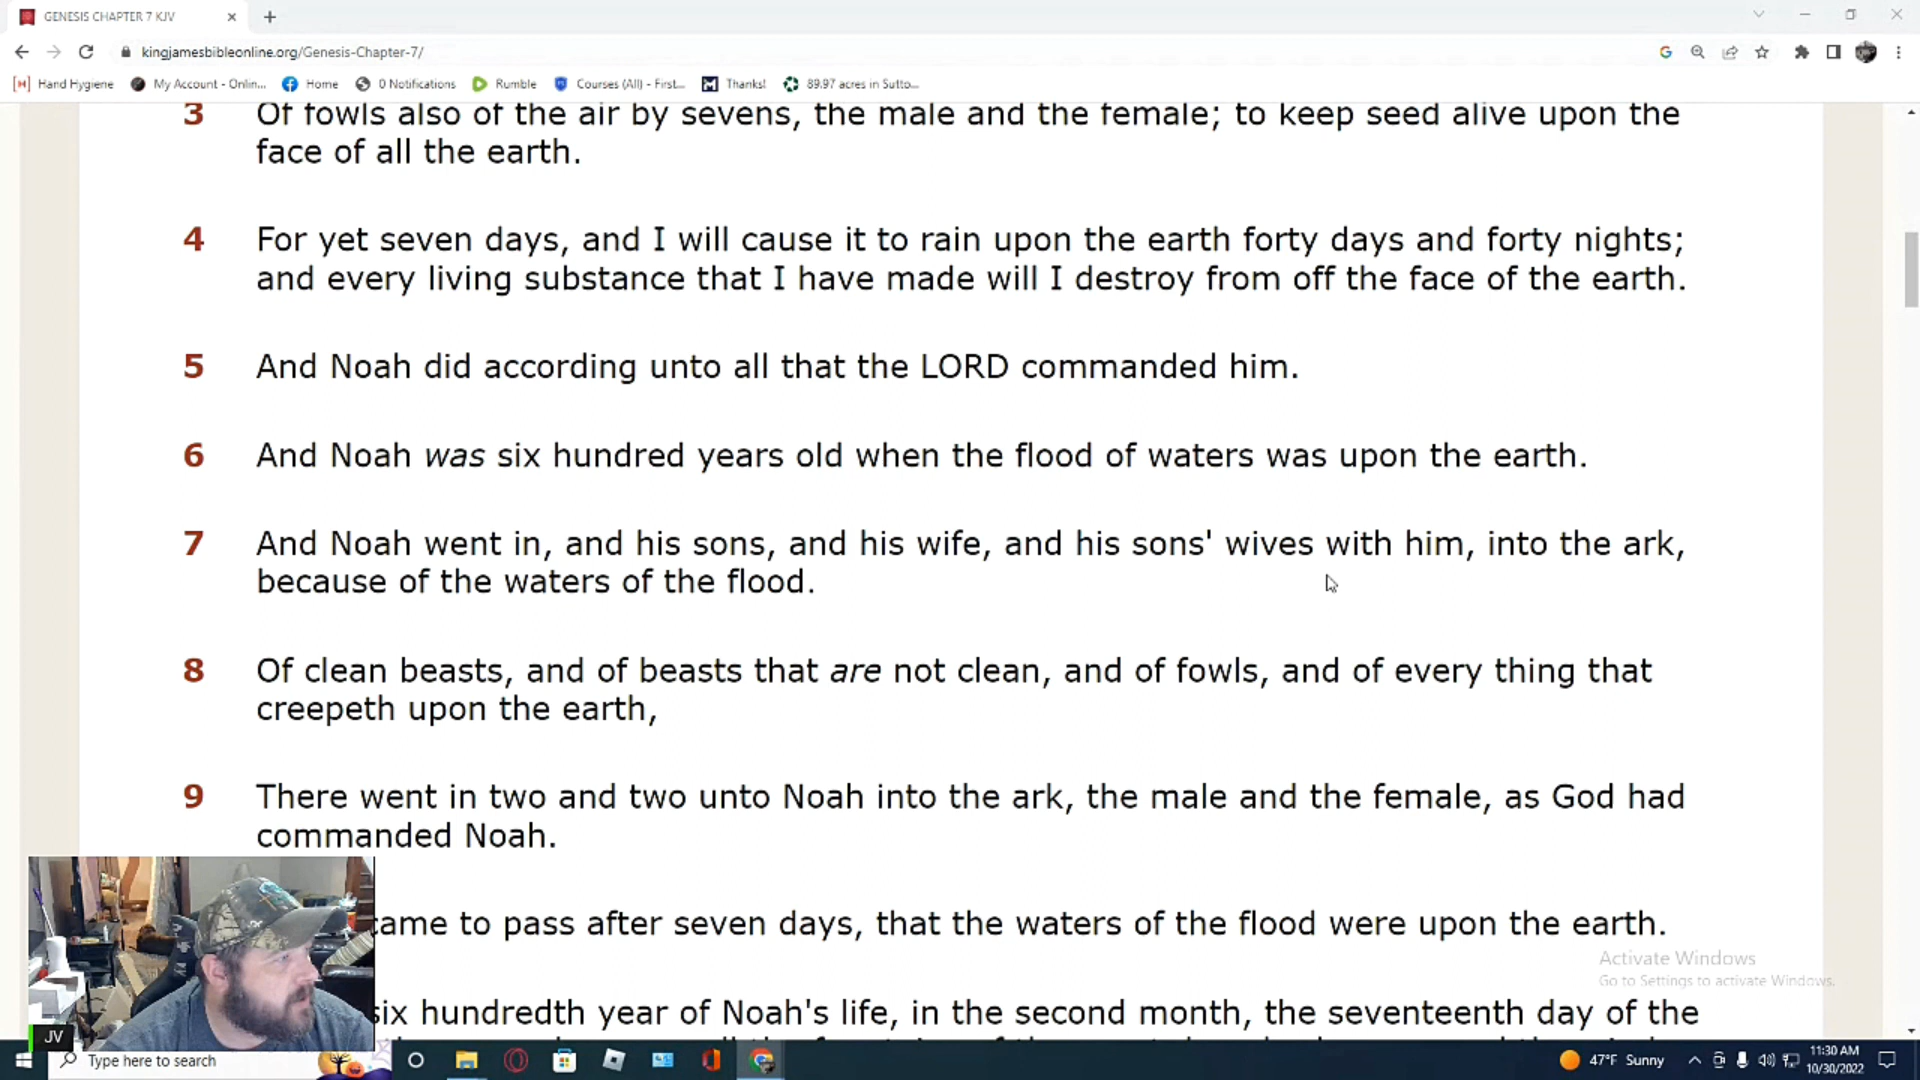 GENESIS CHAPTER 7 KJV
kingjamesbibleonline.org/Genesis-Chapter-7/
Hand Hygiene My Account - Onlin... Home 0 Notifications Rumble Courses (All) - First... Thanks! 89.97 acres in Sutto...
3 Of fowls also of the air by sevens, the male and the female; to keep seed alive upon the
face of all the earth.
4 For yet seven days, and I will cause it to rain upon the earth forty days and forty nights;
and every living substance that I have made will I destroy from off the face of the earth.
5 And Noah did according unto all that the LORD commanded him.
6 And Noah was six hundred years old when the flood of waters was upon the earth.
7 And Noah went in, and his sons, and his wife, and his sons' wives with him, into the ark,
because of the waters of the flood.
8 Of clean beasts, and of beasts that are not clean, and of fowls, and of every thing that
creepeth upon the earth,
9 There went in two and two unto Noah into the ark, the male and the female, as God had
commanded Noah.
came to pass after seven days, that the waters of the flood were upon the earth.
Activate Windows
Go to Settings to activate Windows.
six hundredth year of Noah's life, in the second month, the seventeenth day of the
JV
Type here to search
47°F Sunny
11:30 AM
10/30/2022